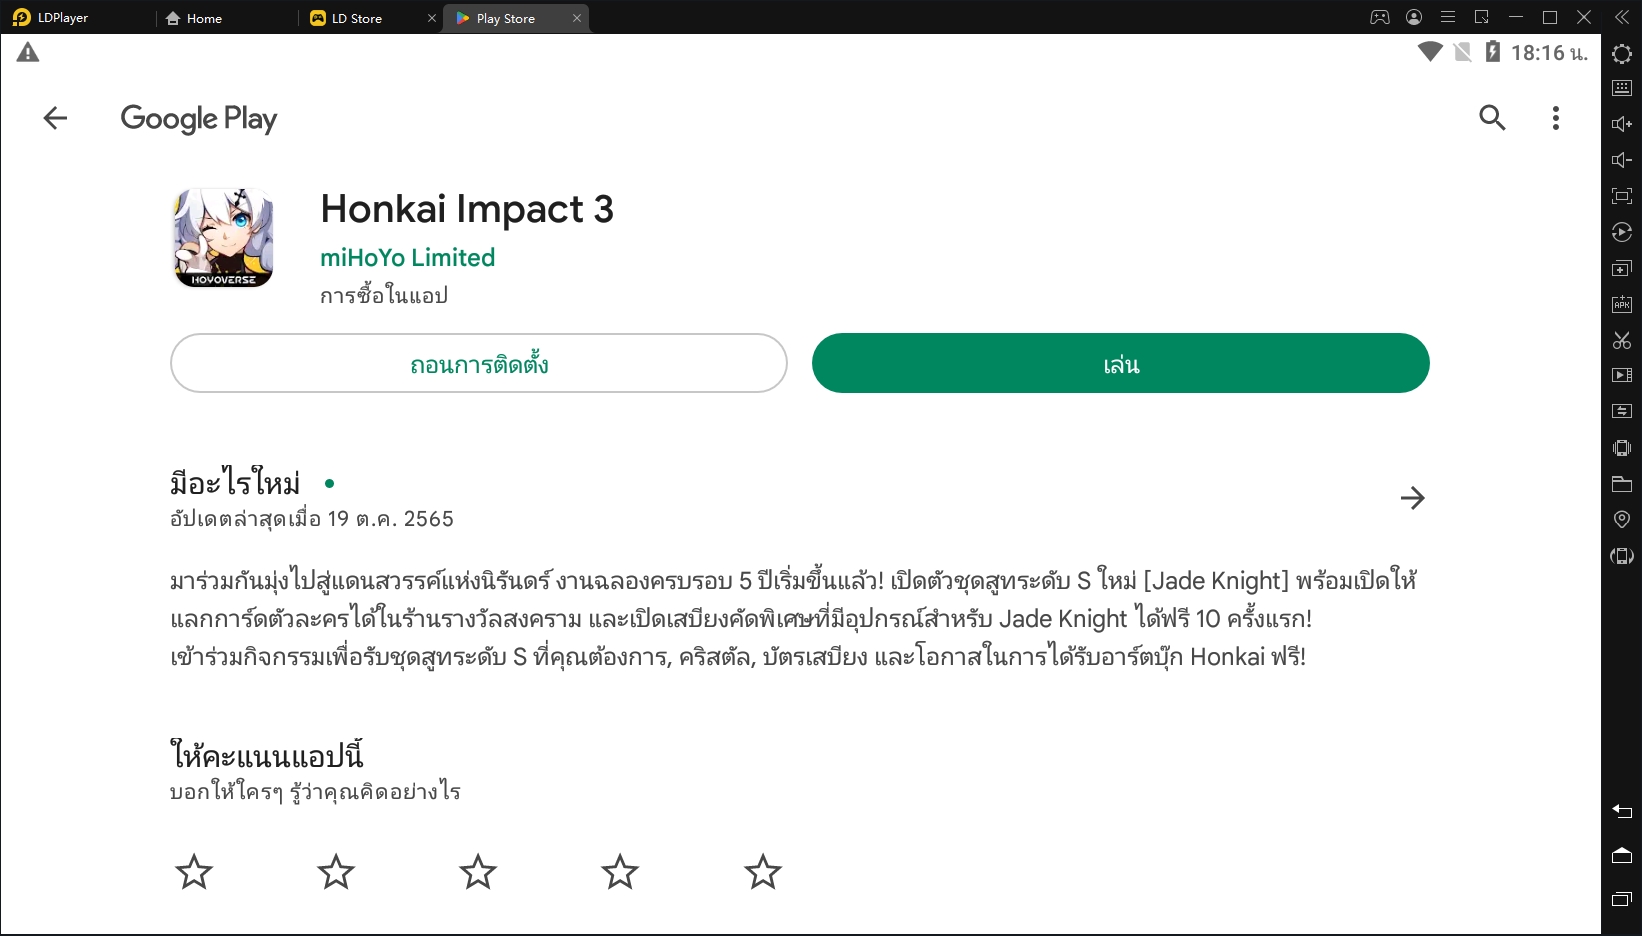 LDPlayer
Home
LD Store
Play Store
18:16 น.
Google Play
Honkai Impact 3
miHoYo Limited
การซื้อในแอป
HOYOVERSE
ถอนการติดตั้ง
เล่น
มีอะไรใหม่
อัปเดตล่าสุดเมื่อ 19 ต.ค. 2565
มาร่วมกันมุ่งไปสู่แดนสวรรค์แห่งนิรันดร์ งานฉลองครบรอบ 5 ปีเริ่มขึ้นแล้ว! เปิดตัวชุดสูทระดับ S ใหม่ [Jade Knight] พร้อมเปิดให้
แลกการ์ดตัวละครได้ในร้านรางวัลสงคราม และเปิดเสบียงคัดพิเศษที่มีอุปกรณ์สำหรับ Jade Knight ได้ฟรี 10 ครั้งแรก!
เข้าร่วมกิจกรรมเพื่อรับชุดสูทระดับ S ที่คุณต้องการ, คริสตัล, บัตรเสบียง และโอกาสในการได้รับอาร์ตบุ๊ก Honkai ฟรี!
ให้คะแนนแอปนี้
บอกให้ใครๆ รู้ว่าคุณคิดอย่างไร
APK